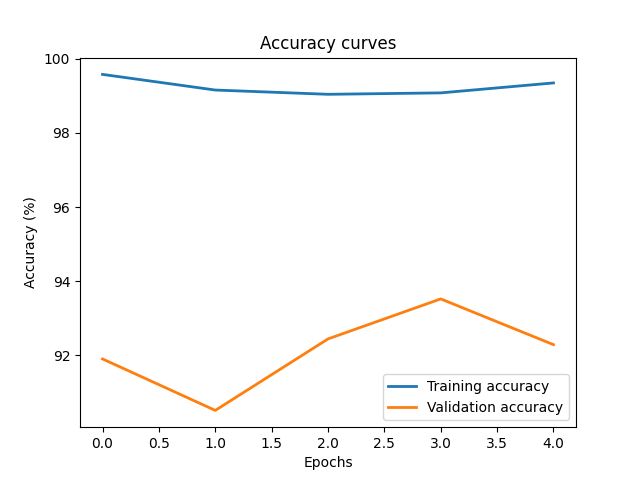 Accuracy curves
100
98
96
94
92
Accuracy (%)
Training accuracy
Validation accuracy
0.0 0.5 1.0 1.5 2.0 2.5 3.0 3.5 4.0
Epochs